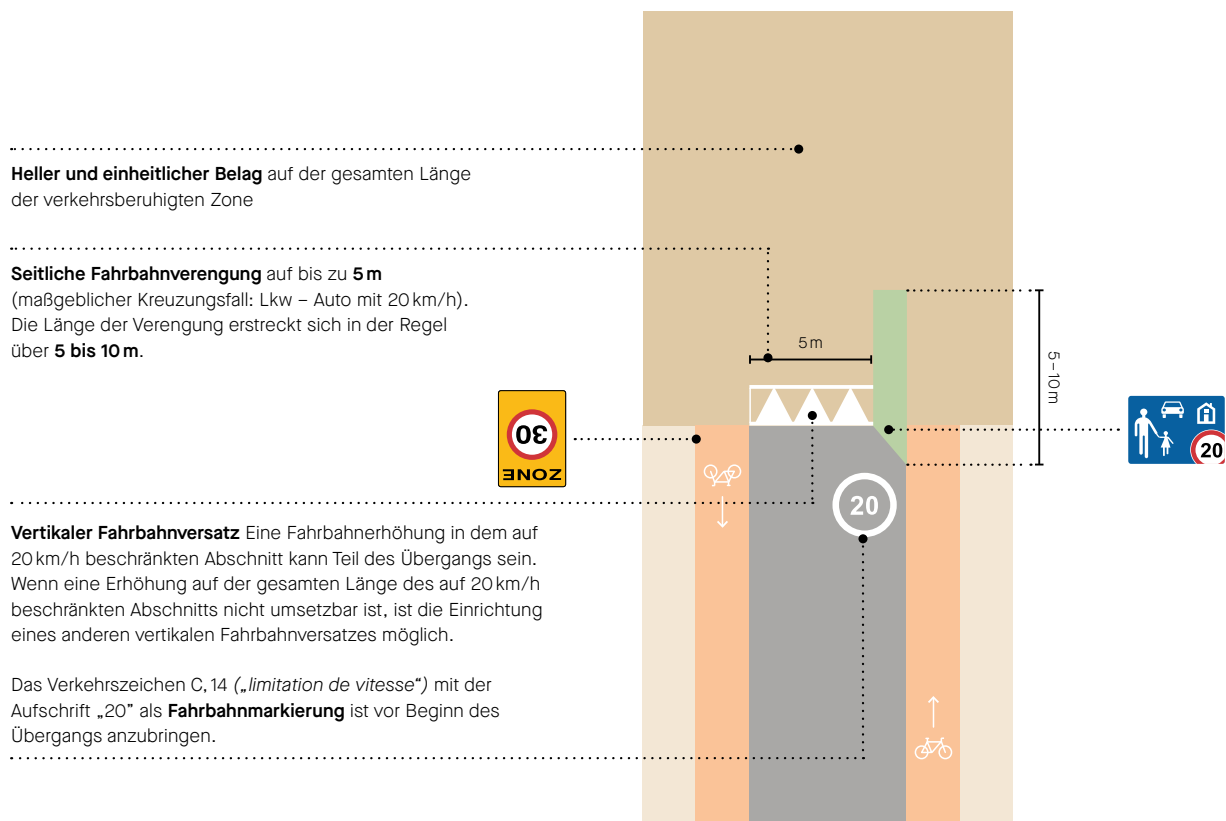 Heller und einheitlicher Belag auf der gesamten Länge
der verkehrsberuhigten Zone
Seitliche Fahrbahnverengung auf bis zu 5 m
(maßgeblicher Kreuzungsfall: Lkw – Auto mit 20 km/h).
Die Länge der Verengung erstreckt sich in der Regel
über 5 bis 10 m.
5 m
5 – 10 m
30
ZONE
20
20
Vertikaler Fahrbahnversatz Eine Fahrbahnerhöhung in dem auf
20 km/h beschränkten Abschnitt kann Teil des Übergangs sein.
Wenn eine Erhöhung auf der gesamten Länge des auf 20 km/h
beschränkten Abschnitts nicht umsetzbar ist, ist die Einrichtung
eines anderen vertikalen Fahrbahnversatzes möglich.
Das Verkehrszeichen C, 14 („limitation de vitesse“) mit der
Aufschrift „20” als Fahrbahnmarkierung ist vor Beginn des
Übergangs anzubringen.